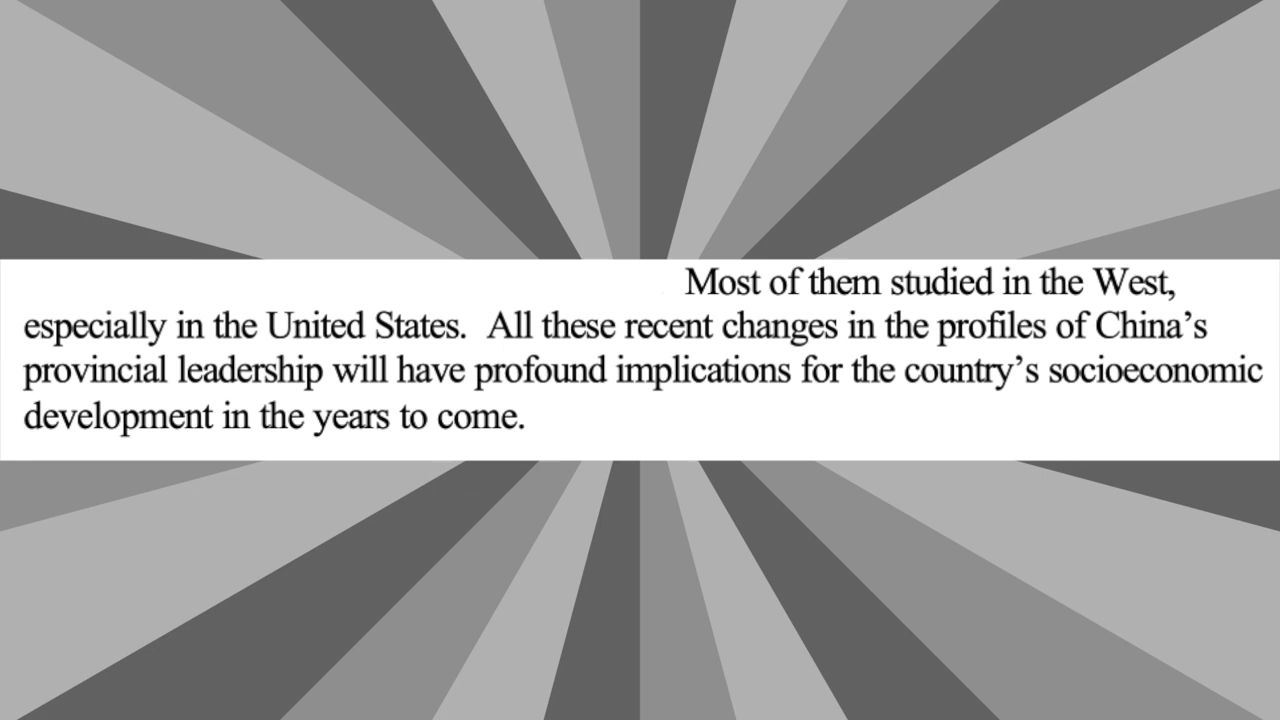 Most of them studied in the West,
especially in the United States.  All these recent changes in the profiles of China’s
provincial leadership will have profound implications for the country’s socioeconomic
development in the years to come.